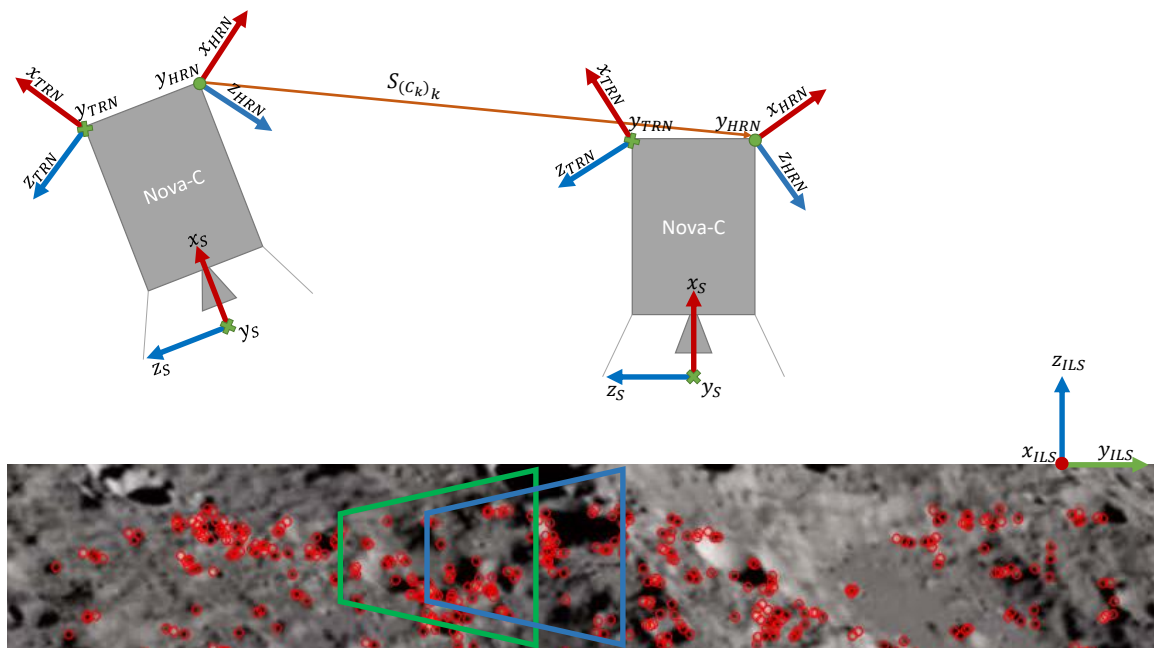 x_HRN
x_TRN
y_HRN
y_TRN
z_HRN
z_TRN
Nova-C
x_S
y_S
z_S
S_(C_k)_k
x_TRN
x_HRN
y_TRN
y_HRN
z_TRN
z_HRN
Nova-C
x_S
z_S
y_S
z_ILS
x_ILS
y_ILS